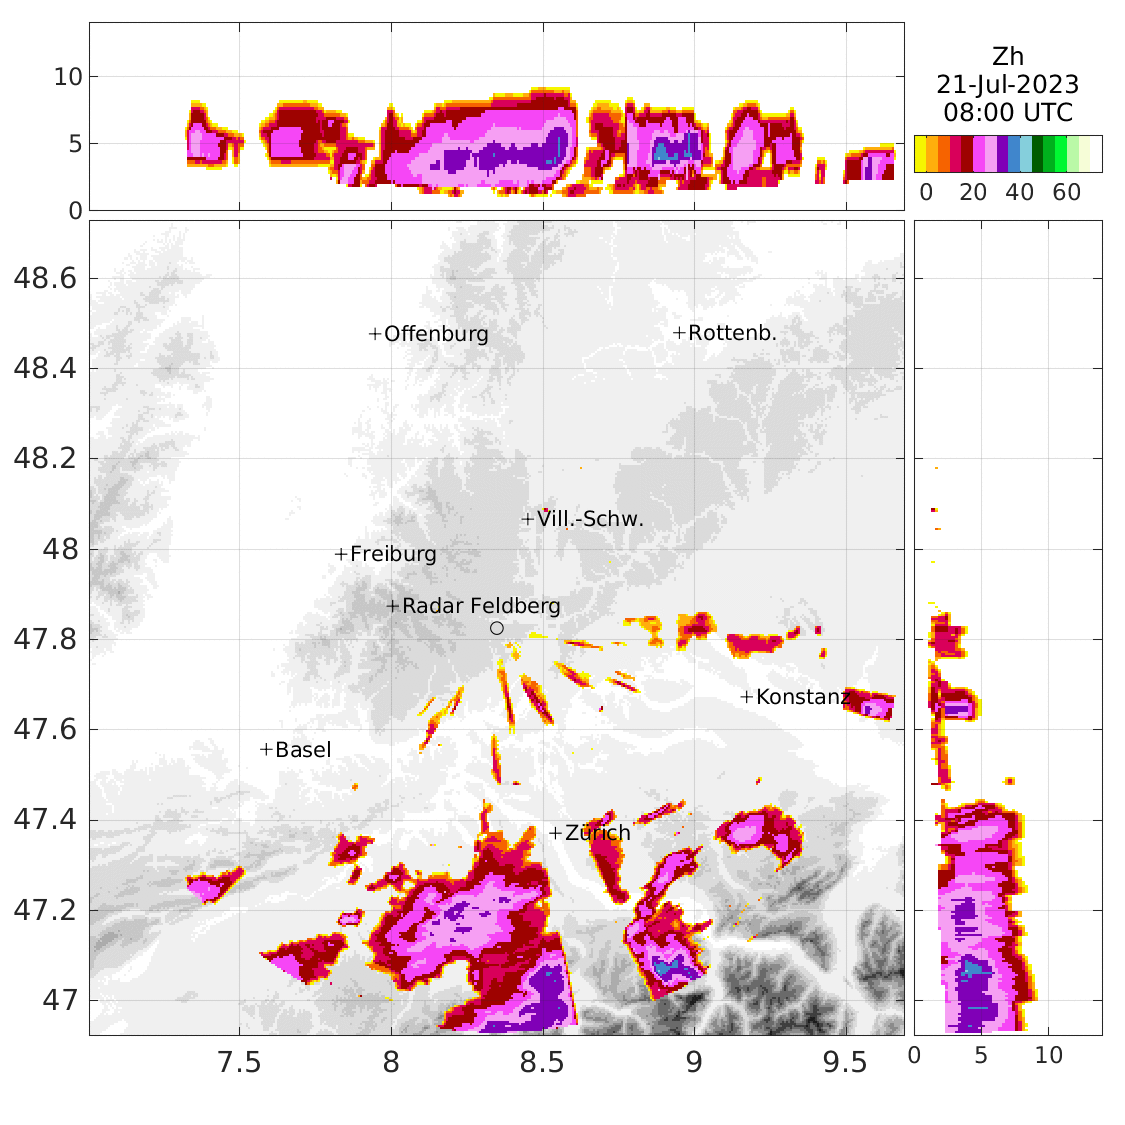 10
5
0
Zh
21-Jul-2023
08:00 UTC
0 20 40 60
48.6
48.4
48.2
48
47.8
47.6
47.4
47.2
47
+Offenburg
+Rottenb.
+Vill.-Schw.
+Freiburg
+Radar Feldberg
+Konstanz
+Basel
+Zürich
7.5 8 8.5 9 9.5
0 5 10